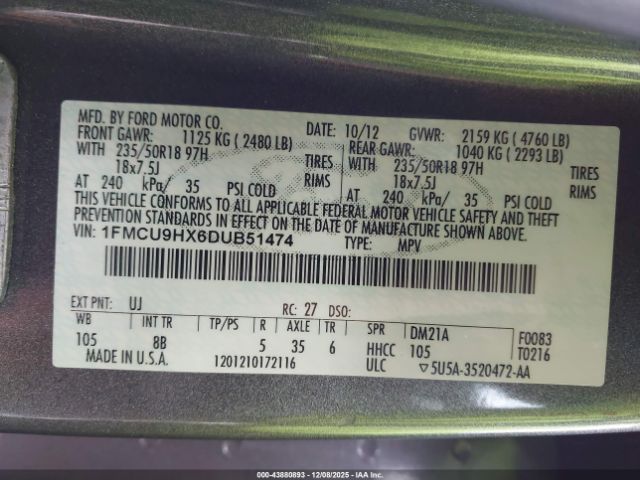 MFD. BY FORD MOTOR CO.
DATE: 10/12 GVWR: 2159 KG ( 4760 LB)
FRONT GAWR: 1125 KG ( 2480 LB) REAR GAWR: 1040 KG ( 2293 LB)
WITH 235/50R18 97H TIRES WITH 235/50R18 97H TIRES
18x7.5J RIMS 18x7.5J RIMS
AT 240 kPa/ 35 PSI COLD AT 240 kPa/ 35 PSI COLD
THIS VEHICLE CONFORMS TO ALL APPLICABLE FEDERAL MOTOR VEHICLE SAFETY AND THEFT
PREVENTION STANDARDS IN EFFECT ON THE DATE OF MANUFACTURE SHOWN ABOVE.
VIN: 1FMCU9HX6DUB51474 TYPE: MPV
EXT PNT: UJ RC: 27 DSO:
WB INT TR TP/PS R AXLE TR SPR DM21A F0083
105 8B 5 35 6 HHCC 105 T0216
MADE IN U.S.A. 1201210172116 ULC ▽5U5A-3520472-AA
000-43880893 12/08/2025 IAA Inc.